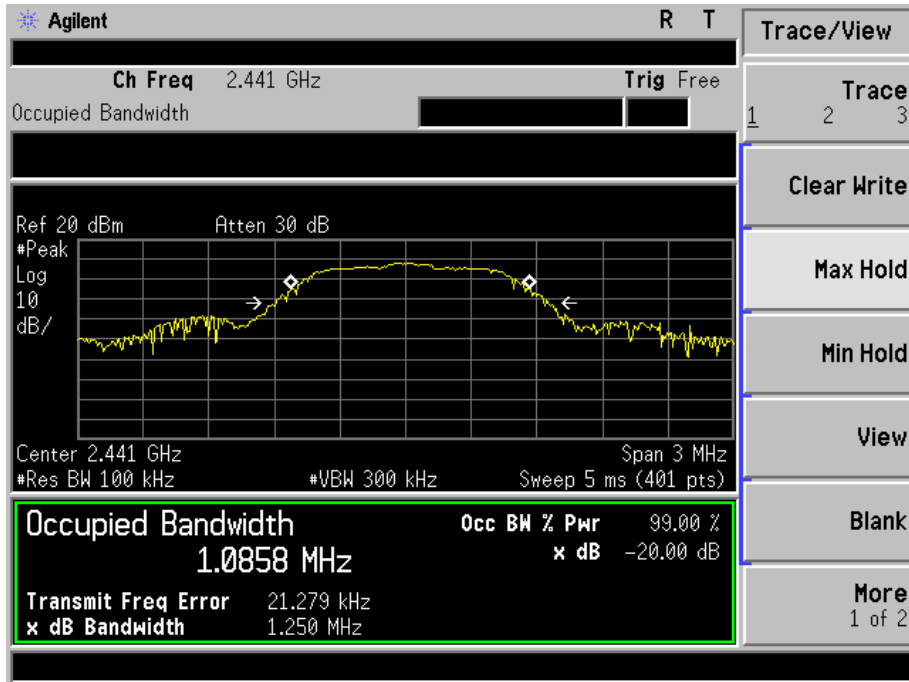 Agilent R T
Ch Freq 2.441 GHz Trig Free
Occupied Bandwidth
Ref 20 dBm Atten 30 dB
#Peak
Log
10
dB/
Center 2.441 GHz Span 3 MHz
#Res BW 100 kHz #VBW 300 kHz Sweep 5 ms (401 pts)
Occupied Bandwidth Occ BW % Pwr 99.00 %
1.0858 MHz x dB -20.00 dB
Transmit Freq Error 21.279 kHz
x dB Bandwidth 1.250 MHz
Trace/View
Trace
1 2 3
Clear Write
Max Hold
Min Hold
View
Blank
More
1 of 2